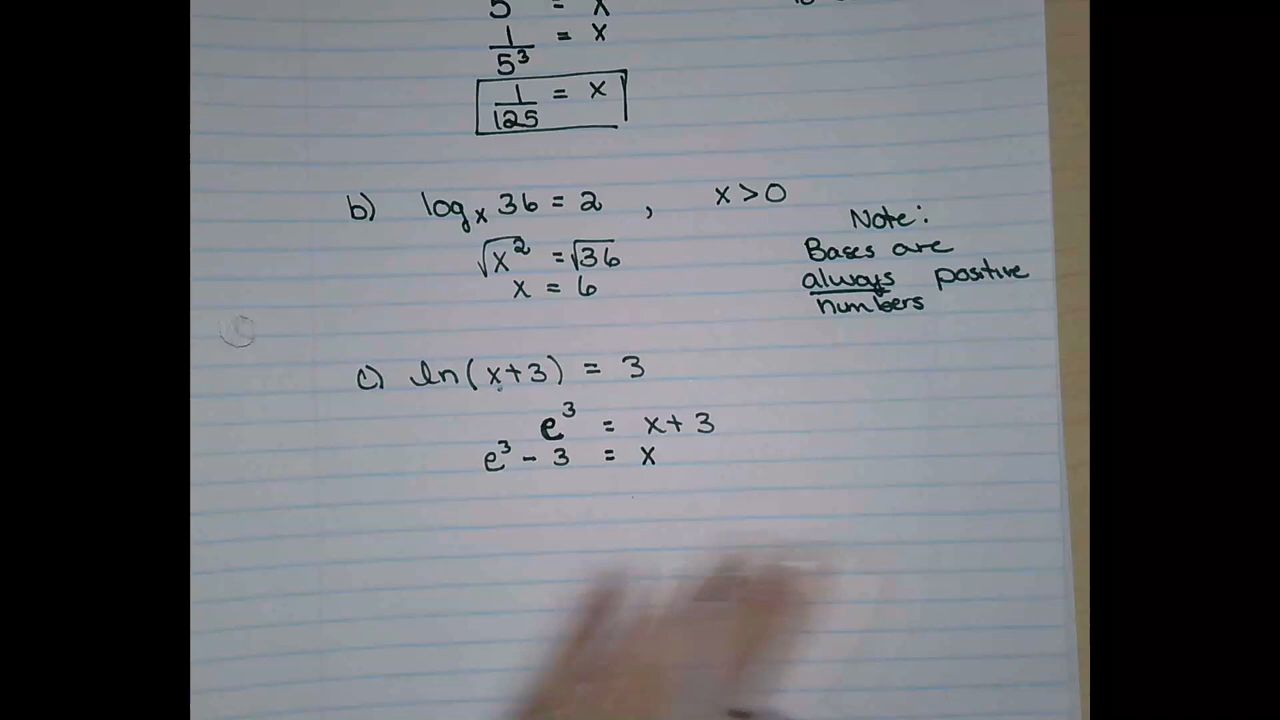 5 = x
1/5³ = x
1/125 = x
b) log_x 36 = 2 , x > 0
√x² = √36
x = 6
Note:
Bases are
always positive
numbers
c) ln(x+3) = 3
e³ = x + 3
e³ - 3 = x